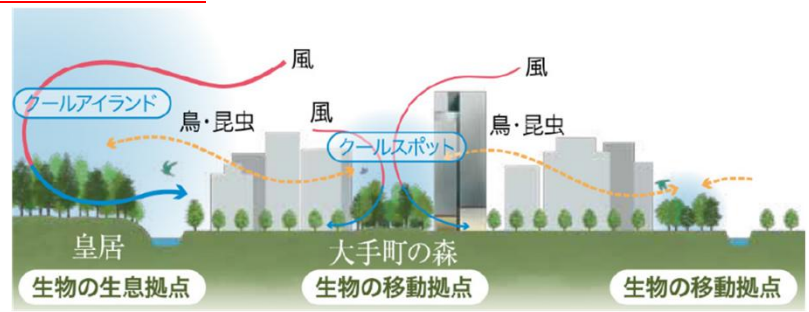 風
風
クールアイランド
風
鳥・昆虫
鳥・昆虫
クールスポット
皇居
大手町の森
生物の生息拠点
生物の移動拠点
生物の移動拠点